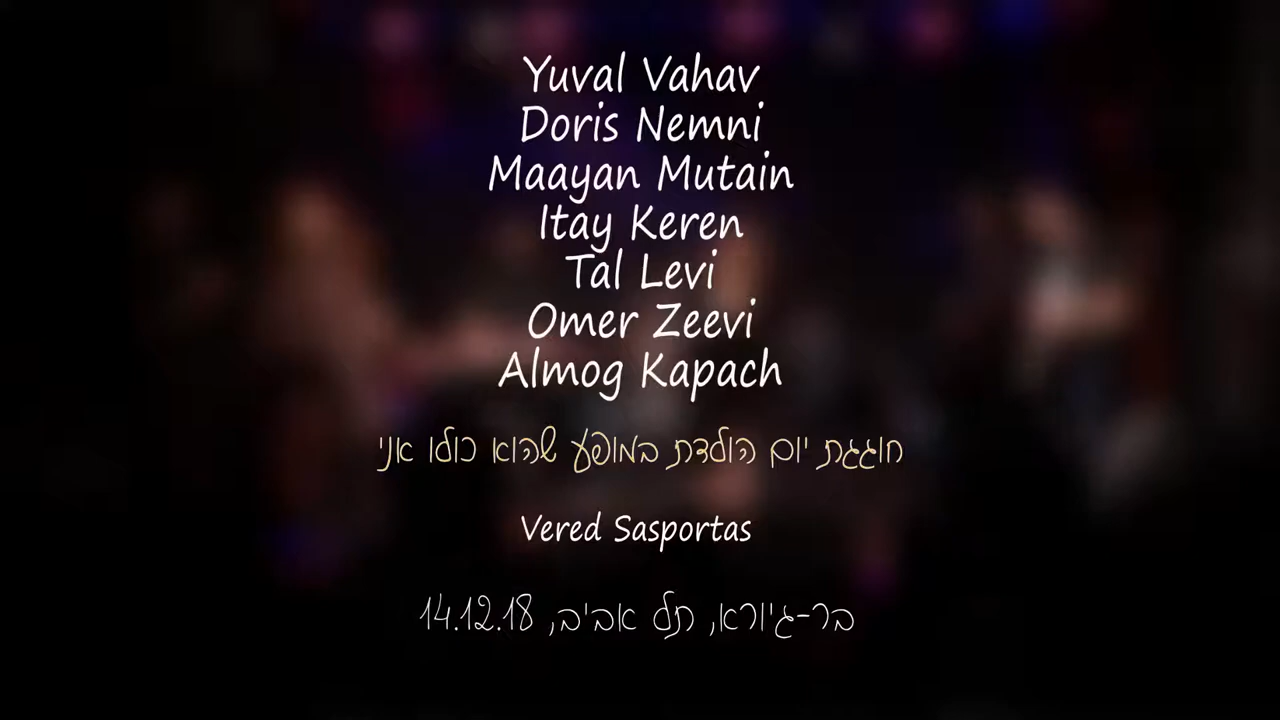 Yuval Vahav
Doris Nemni
Maayan Mutain
Itay Keren
Tal Levi
Omer Zeevi
Almog Kapach
חוגגת יום הולדת במופע שהוא כולו אני
Vered Sasportas
בר-גיורא, תל אביב, 14.12.18